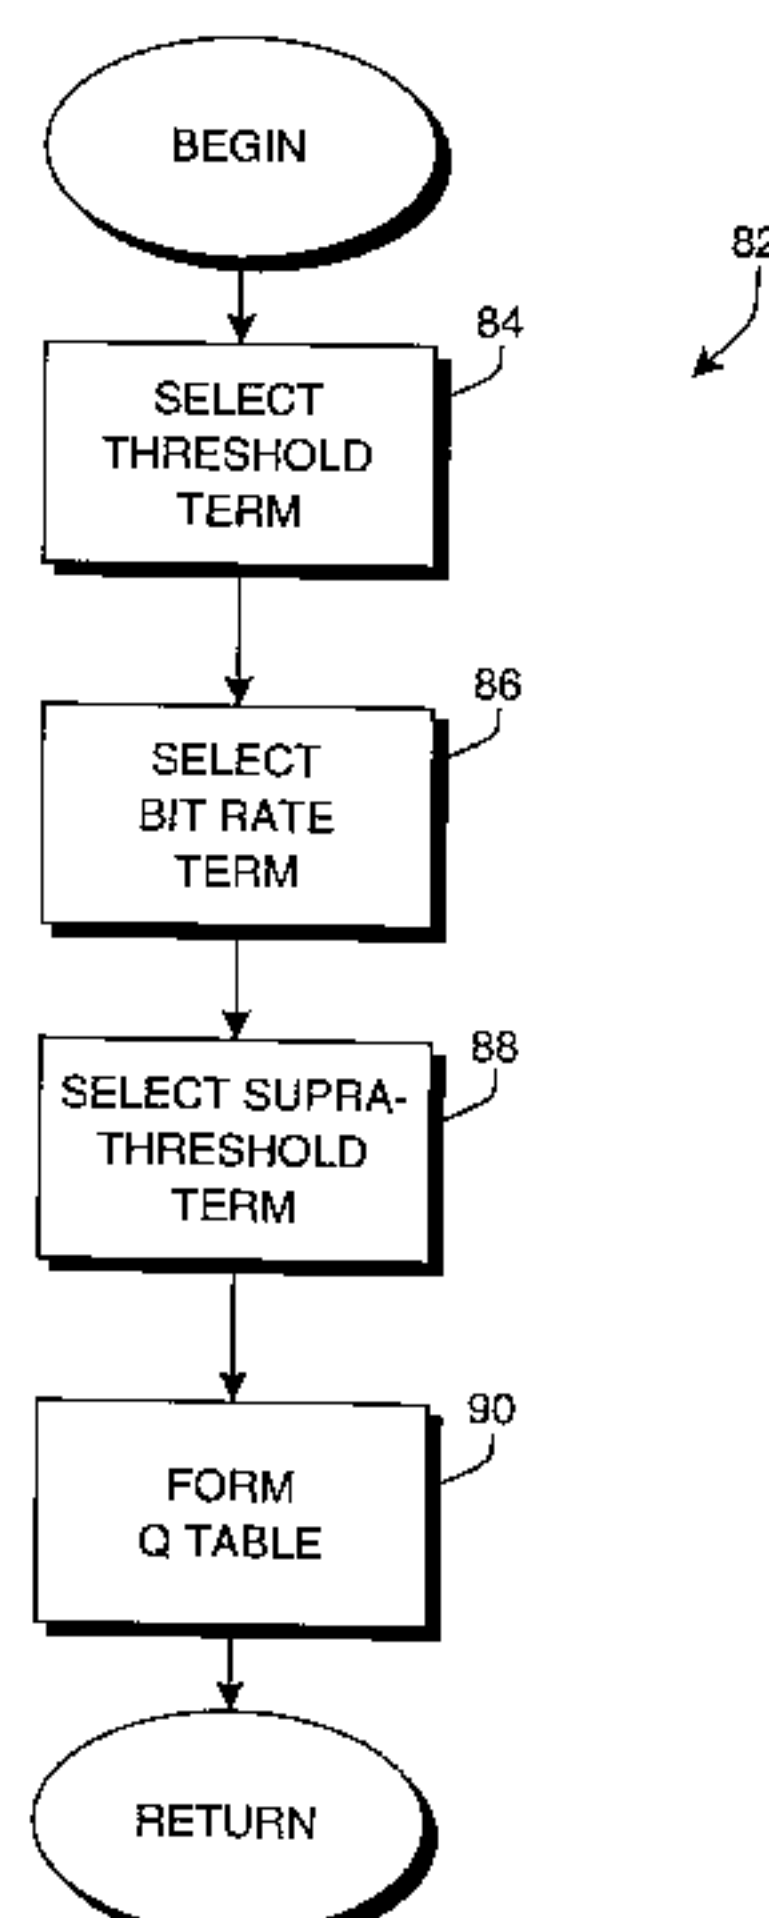 BEGIN
82
84
SELECT
THRESHOLD
TERM
86
SELECT
BIT RATE
TERM
88
SELECT SUPRA-
THRESHOLD
TERM
90
FORM
Q TABLE
RETURN